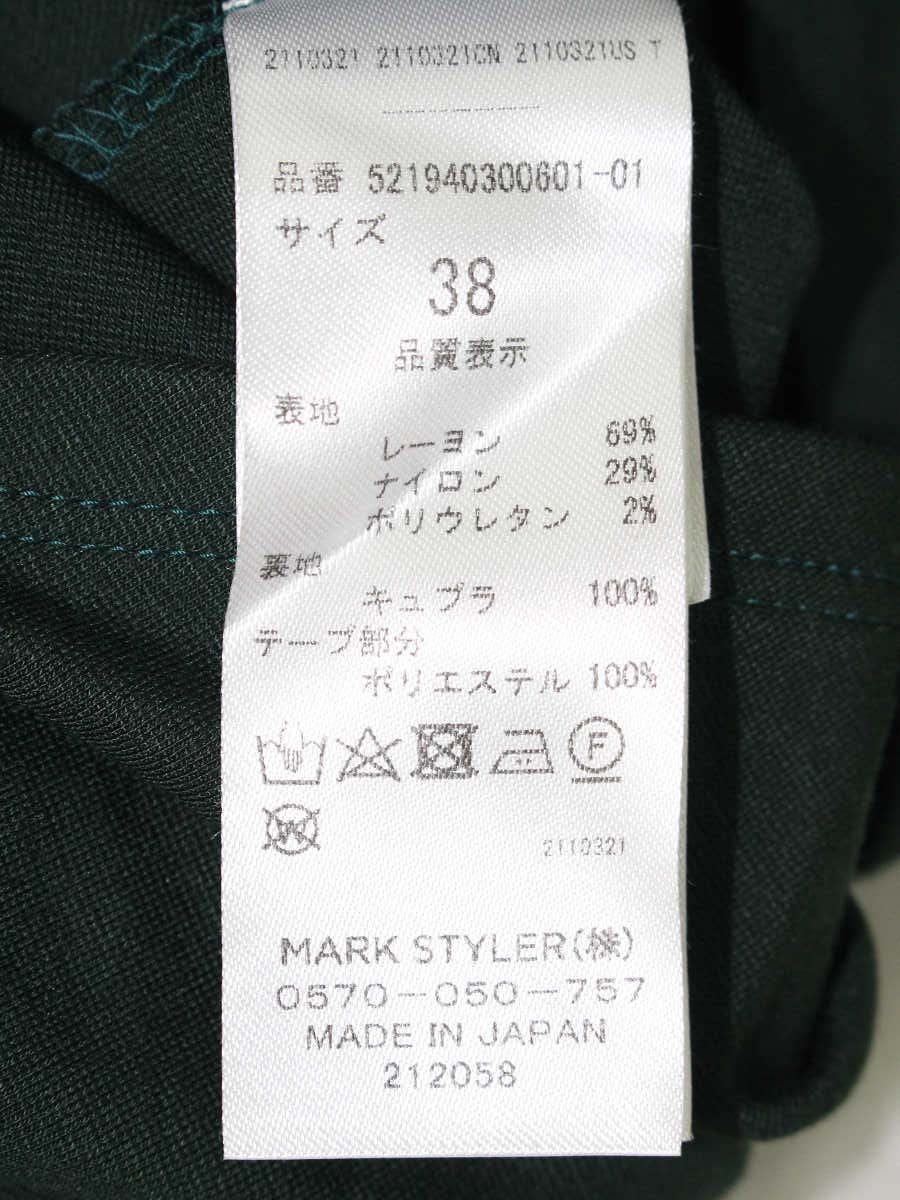 2110321 2110321CN 2110321US T
品番 521940300601-01
サイズ
38
品質表示
表地
レーヨン 69%
ナイロン 29%
ポリウレタン 2%
裏地
キュプラ 100%
テープ部分
ポリエステル 100%
F
W
2110321
MARK STYLER(株)
0570-050-757
MADE IN JAPAN
212058